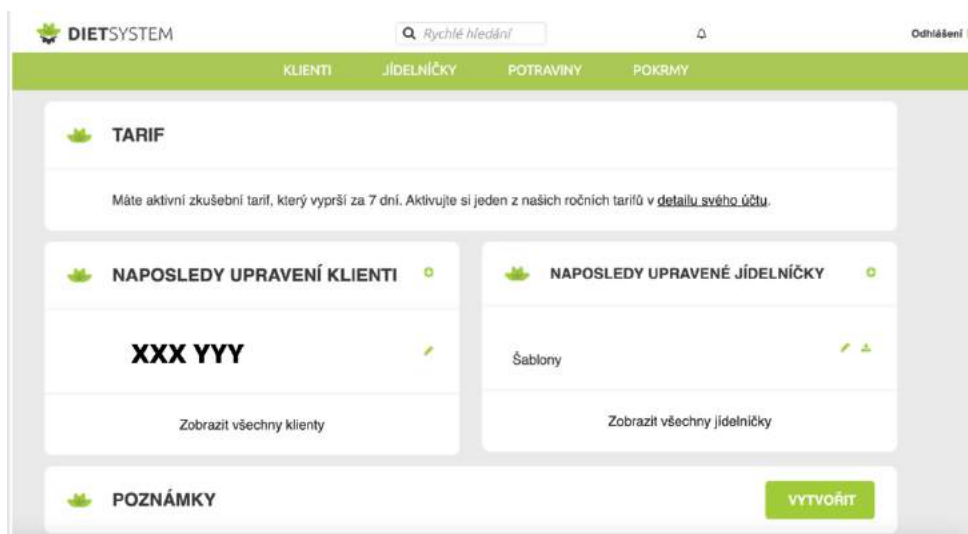 DIETSYSTEM
Rychlé hledání
Odhlášení
KLIENTI JÍDELNÍČKY POTRAVINY POKRMY
TARIF
Máte aktivní zkušební tarif, který vyprší za 7 dní. Aktivujte si jeden z našich ročních tarifů v detailu svého účtu.
NAPOSLEDY UPRAVENÍ KLIENTI
XXX YYY
Zobrazit všechny klienty
NAPOSLEDY UPRAVENÉ JÍDELNÍČKY
Šablony
Zobrazit všechny jídelníčky
POZNÁMKY
VYTVOŘIT